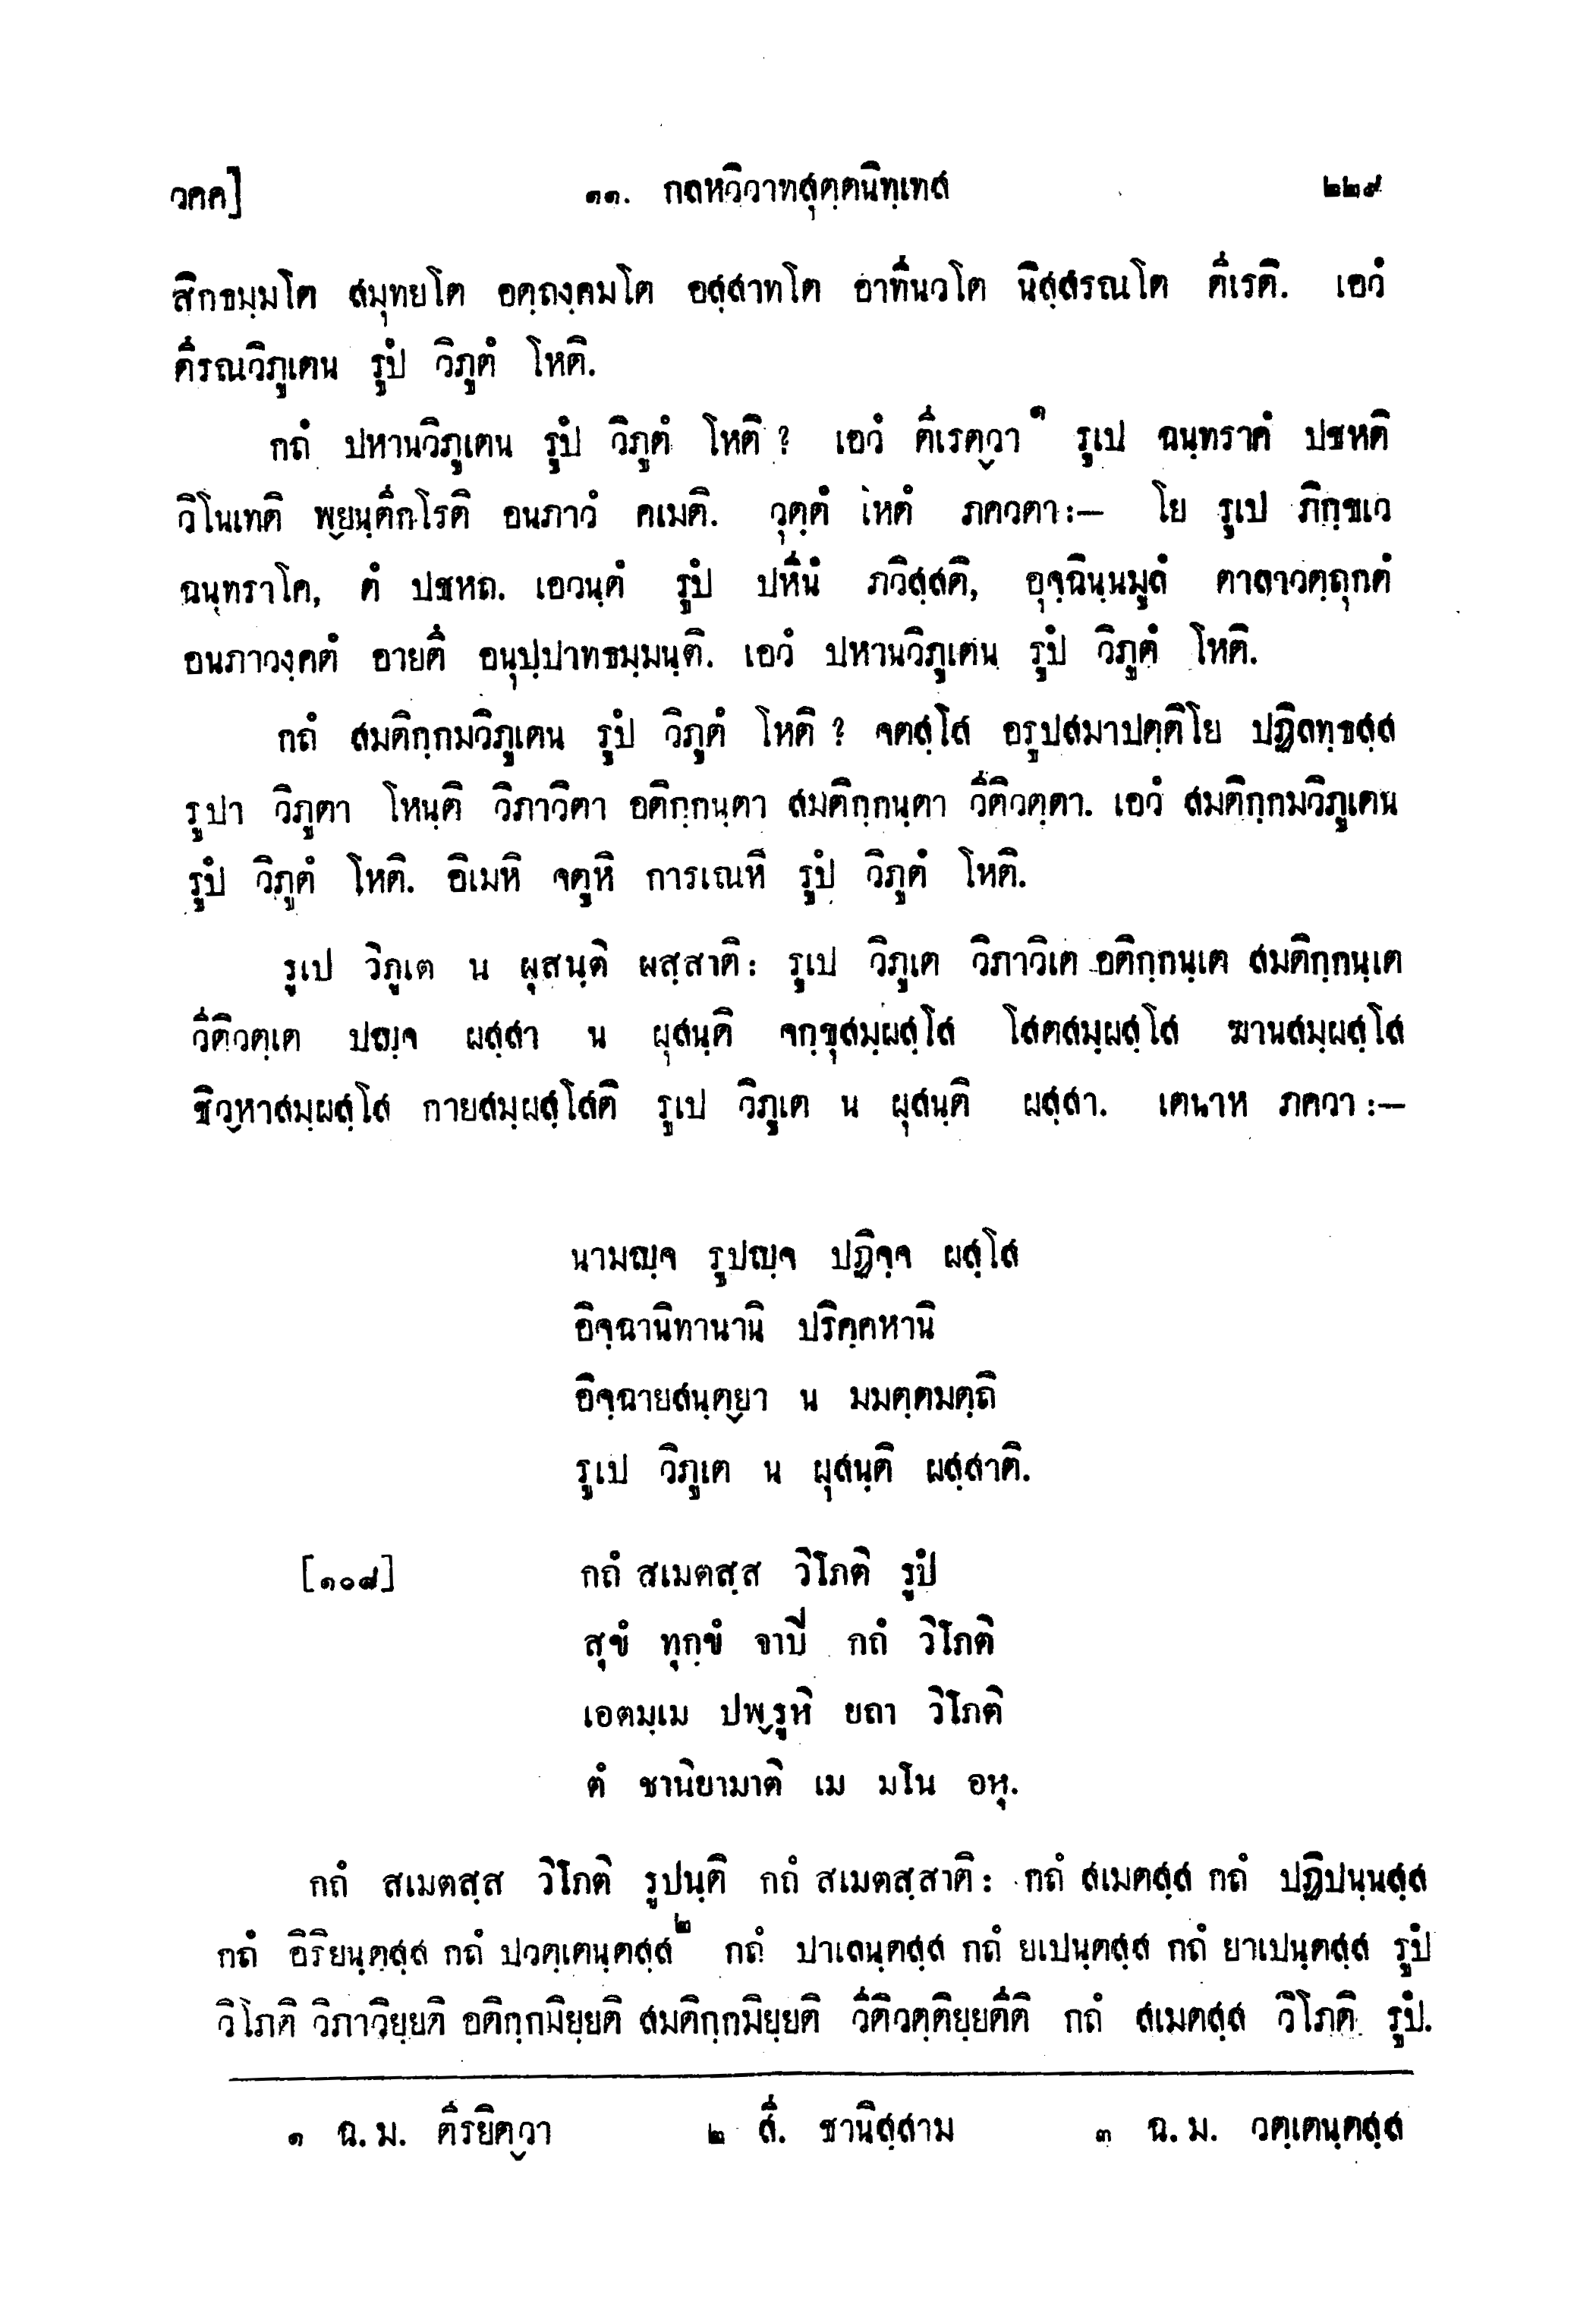 วคฺค]	๑๑. กลหวิวาทสุตฺตนิทฺเทส	๒๒๙
สิกธมฺมโต สมุทยโต อตฺถงฺคมโต อสฺสาทโต อาทีนวโต นิสฺสรณโต ตีเรติ. เอวํ
ตีรณวิภูเตน รูปํ วิภูตํ โหติ.
กถํ ปหานวิภูเตน รูปํ วิภูตํ โหติ ? เอวํ ตีเรตฺวา๑ รูเป ฉนฺทราคํ ปชหติ
วิโนเทติ พฺยนฺตีกโรติ อนภาวํ คเมติ. วุตฺตํ เหตํ ภควตา :— โย รูเป ภิกฺขเว
ฉนฺทราโค, ตํ ปชหถ. เอวนฺตํ รูปํ ปหีนํ ภวิสฺสติ, อุจฺฉินฺนมูลํ ตาลาวตฺถุกตํ
อนภาวงฺคตํ อายตึ อนุปฺปาทธมฺมนฺติ. เอวํ ปหานวิภูเตน รูปํ วิภูตํ โหติ.
กถํ สมติกฺกมวิภูเตน รูปํ วิภูตํ โหติ ? จตสฺโส อรูปสมาปตฺติโย ปฏิลทฺธสฺส
รูปา วิภูตา โหนฺติ วิภาวิตา อติกฺกนฺตา สมติกฺกนฺตา วีติวตฺตา. เอวํ สมติกฺกมวิภูเตน
รูปํ วิภูตํ โหติ. อิเมหิ จตูหิ การเณหิ รูปํ วิภูตํ โหติ.
รูเป วิภูเต น ผุสนฺติ ผสฺสาติ : รูเป วิภูเต วิภาวิเต อติกฺกนฺเต สมติกฺกนฺเต
วีติวตฺเต ปญฺจ ผสฺสา น ผุสนฺติ จกฺขุสมฺผสฺโส โสตสมฺผสฺโส ฆานสมฺผสฺโส
ชิวฺหาสมฺผสฺโส กายสมฺผสฺโสติ รูเป วิภูเต น ผุสนฺติ ผสฺสา. เตนาห ภควา :—
นามญฺจ รูปญฺจ ปฏิจฺจ ผสฺโส
อิจฺฉานิทานานิ ปริคฺคหานิ
อิจฺฉายสนฺตฺยา น มมตฺตมตฺถิ
รูเป วิภูเต น ผุสนฺติ ผสฺสาติ.
[๑๐๘] กถํ สเมตสฺส วิโภติ รูปํ
สุขํ ทุกฺขํ จาปิ กถํ วิโภติ
เอตมฺเม ปพฺรูหิ ยถา วิโภติ
ตํ ชานิยามาติ เม มโน อหุ.
กถํ สเมตสฺส วิโภติ รูปนฺติ กถํ สเมตสฺสาติ : กถํ สเมตสฺส กถํ ปฏิปนฺนสฺส
กถํ อิริยนฺตสฺส กถํ ปวตฺเตนฺตสฺส๒ กถํ ปาเลนฺตสฺส กถํ ยเปนฺตสฺส กถํ ยาเปนฺตสฺส รูปํ
วิโภติ วิภาวิยฺยติ อติกฺกมิยฺยติ สมติกฺกมิยฺยติ วีติวตฺติยฺยตีติ กถํ สเมตสฺส วิโภติ รูปํ.
๑ ฉ. ม. ตีรยิตฺวา	๒ สี. ชานิสฺสาม	๓ ฉ. ม. วตฺเตนฺตสฺส